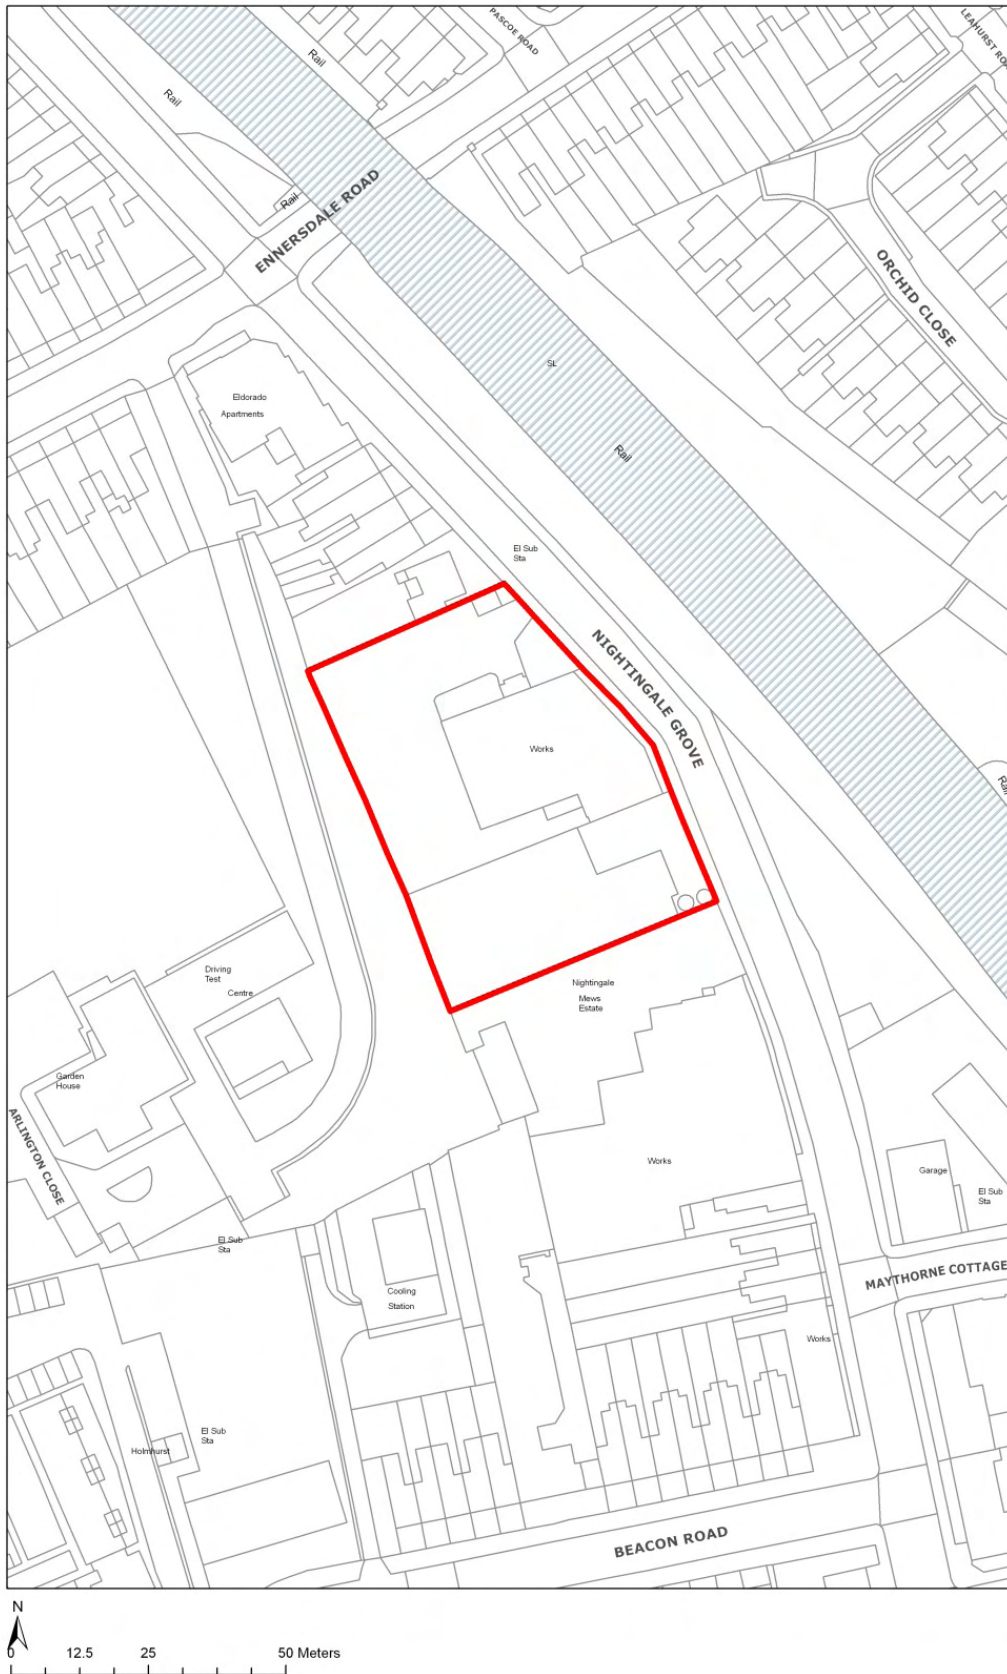 PASCOE ROAD
LEAHURST RO
Rail
Rail
Rail
ENNERSDALE ROAD
ORCHID CLOSE
SL
Eldorado
Apartments
Rail
El Sub
Sta
NIGHTINGALE GROVE
Works
Rail
Driving
Test
Centre
Nightingale
Mews
Estate
Garden
House
ARLINGTON CLOSE
Works
Garage
El Sub
Sta
El Sub
Sta
MAYTHORNE COTTAGE
Cooling
Station
Works
El Sub
Sta
Holmhurst
BEACON ROAD
N
0 12.5 25 50 Meters